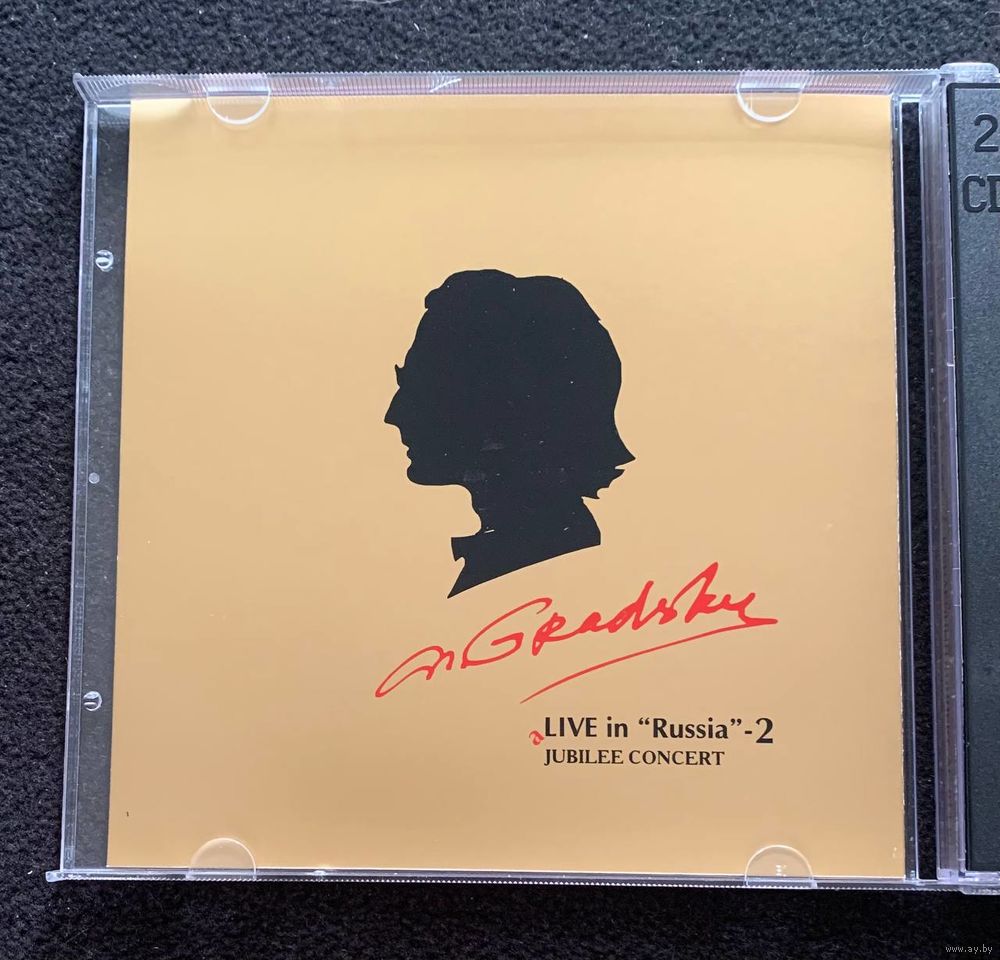 2
CD
A. Gradsky
aLIVE in “Russia”-2
JUBILEE CONCERT
www.ay.by